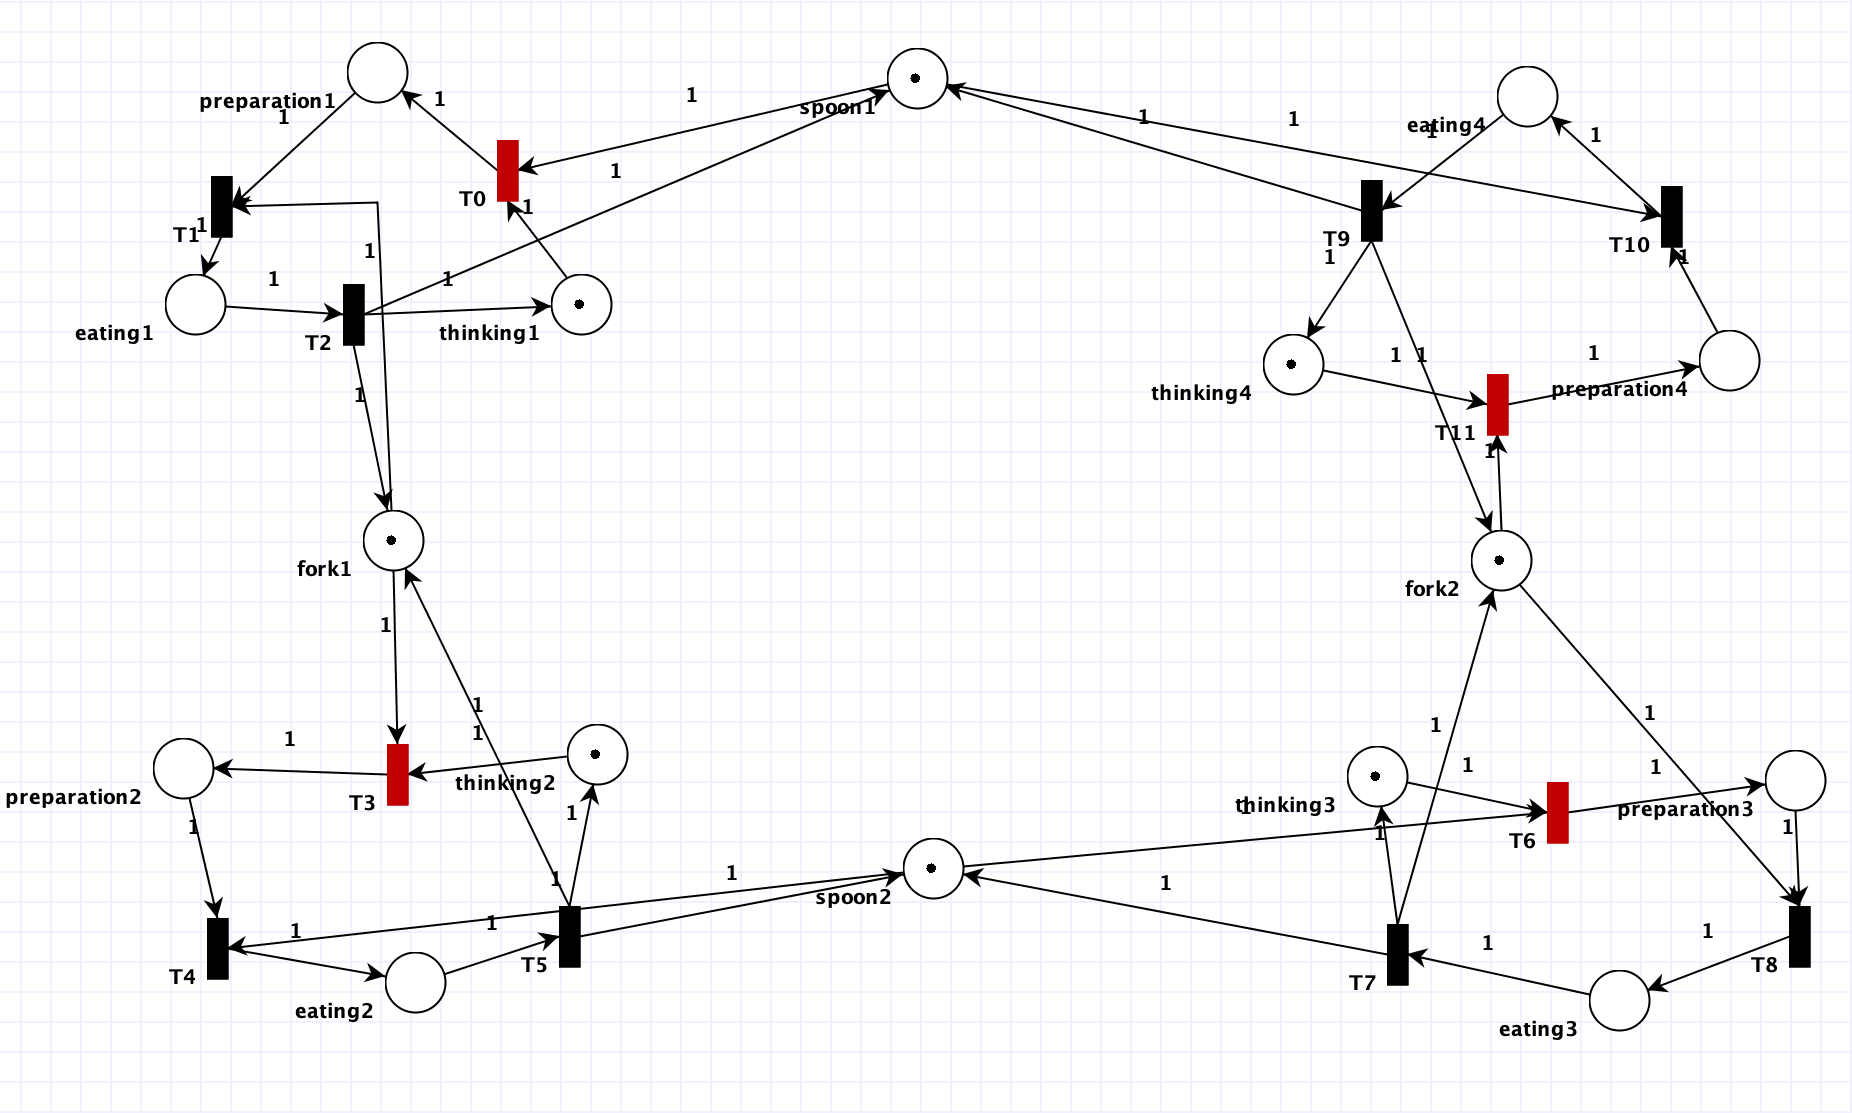 1
preparation1
1
spoon1
1
1
1
eating4
1
1
1
T0
1
T1
1
1
T9
1
T10
1
1
1
1
eating1
T2
thinking1
1
1
1
1
1
thinking4
preparation4
T11
1
fork1
fork2
1
1
1
1
1
1
1
1
preparation2
thinking2
T3
1
thinking3
1
preparation3
1
1
1
T6
1
1
1
spoon2
1
1
1
T4
T5
1
1
T7
T8
eating2
eating3